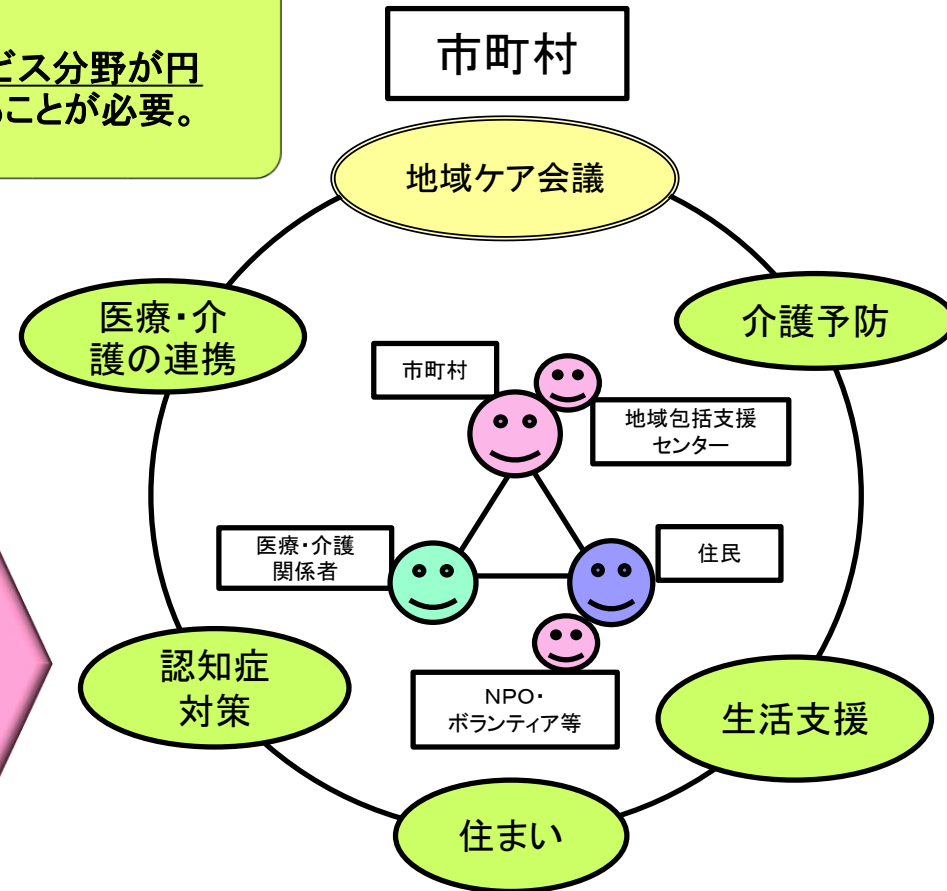 ビス分野が円
ることが必要。
市町村
地域ケア会議
医療・介
護の連携
介護予防
市町村
地域包括支援
センター
医療・介護
関係者
住民
認知症
対策
NPO・
ボランティア等
生活支援
住まい